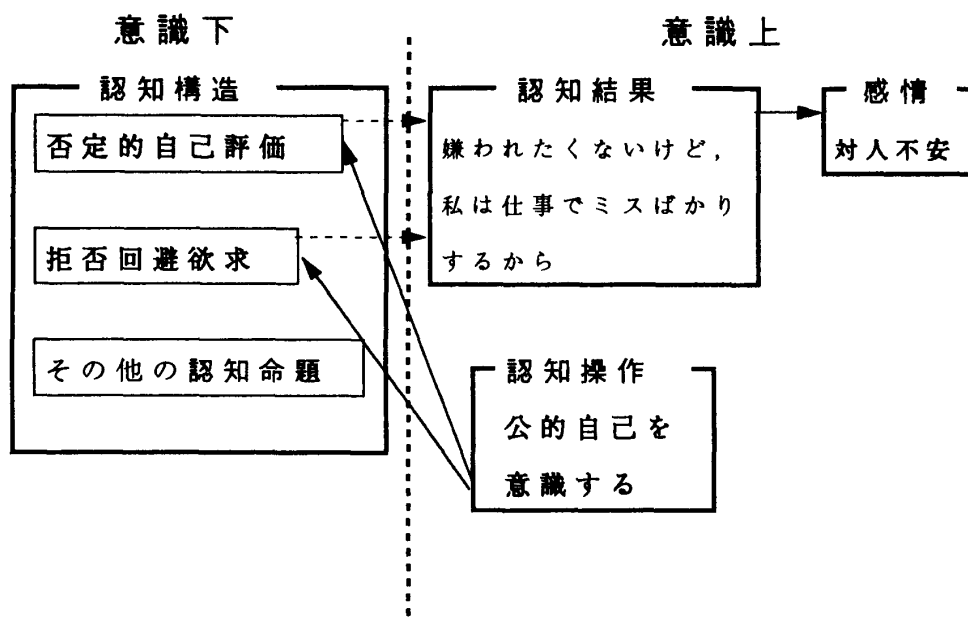 意識下
意識上
認知構造
否定的自己評価
拒否回避欲求
その他の認知命題
認知結果
嫌われたくないけど，
私は仕事でミスばかり
するから
感情
対人不安
認知操作
公的自己を
意識する